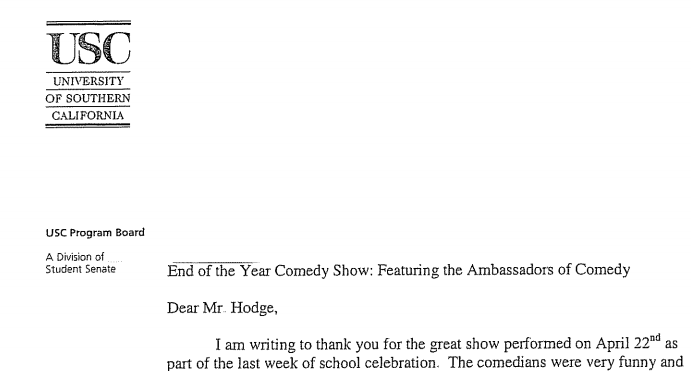 USC
UNIVERSITY
OF SOUTHERN
CALIFORNIA
USC Program Board
A Division of
Student Senate
End of the Year Comedy Show: Featuring the Ambassadors of Comedy
Dear Mr. Hodge,
I am writing to thank you for the great show performed on April 22nd as
part of the last week of school celebration. The comedians were very funny and